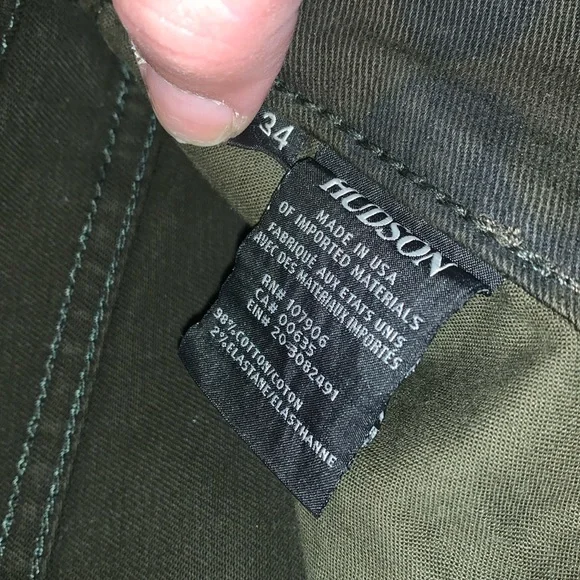 34
HUDSON
MADE IN USA
OF IMPORTED MATERIALS
FABRIQUÉ AUX ETATS UNIS
AVEC DES MATÉRIAUX IMPORTÉS
RN# 107906
CA# 00635
EIN# 20-3082491
98%COTTON/COTON
2%ELASTANE/ELASTHANNE